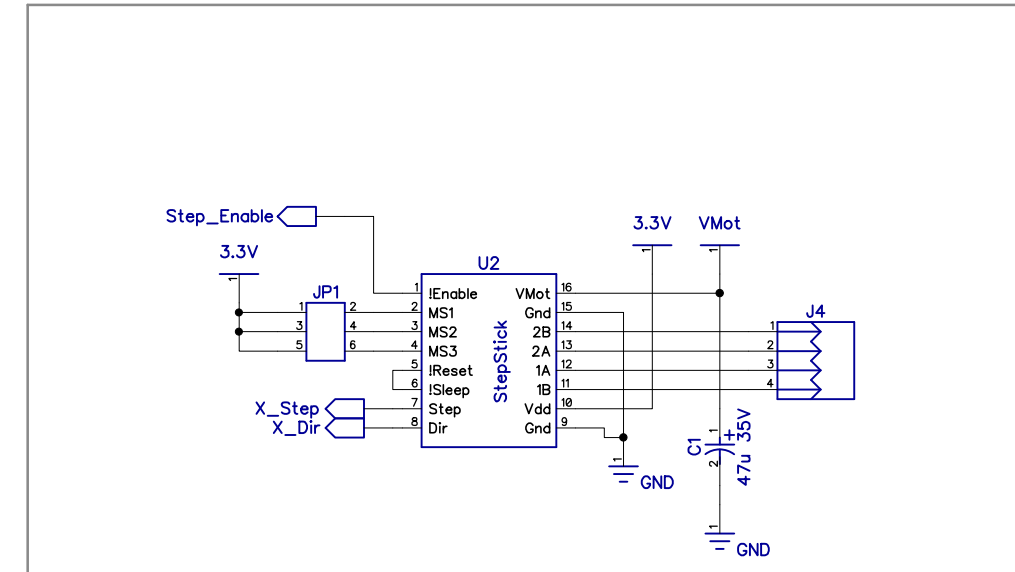 Step_Enable
3.3V
1
3.3V
1
VMot
1
U2
StepStick
1 !Enable
2 MS1
3 MS2
4 MS3
5 !Reset
6 !Sleep
7 Step
8 Dir
VMot 16
Gnd 15
2B 14
2A 13
1A 12
1B 11
Vdd 10
Gnd 9
JP1
1 2
3 4
5 6
X_Step
X_Dir
J4
1
2
3
4
1
GND
C1
1
+
2
47u 35V
1
GND